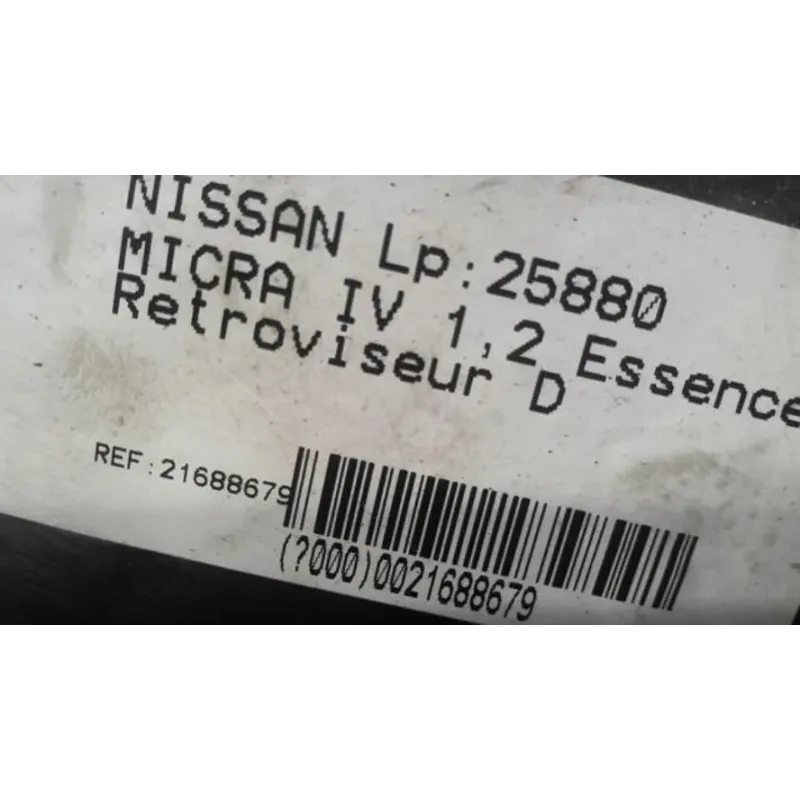 NISSAN Lp:25880
MICRA IV 1,2 Essence
Retroviseur D
REF:21688679
(?000)0021688679